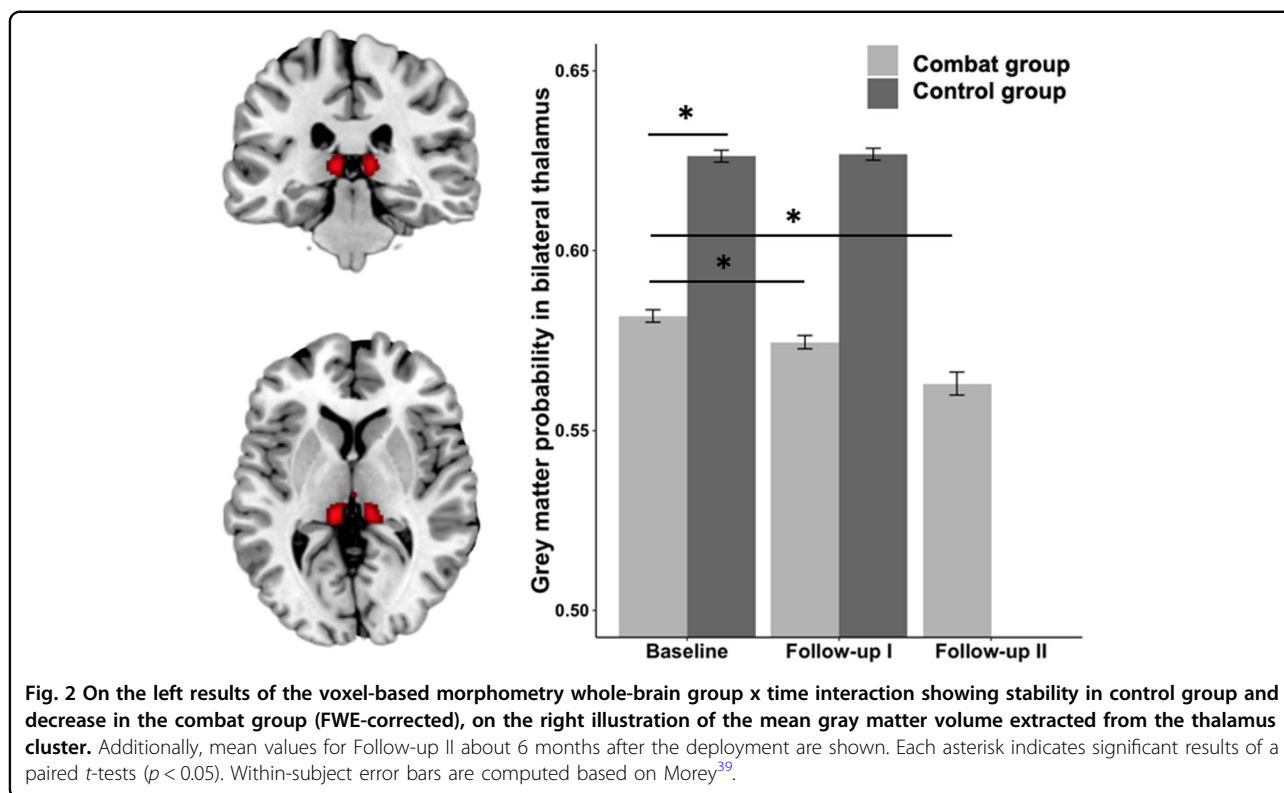 Combat group
Control group
Grey matter probability in bilateral thalamus
0.65
0.60
0.55
0.50
*
*
*
Baseline
Follow-up I
Follow-up II
Fig. 2 On the left results of the voxel-based morphometry whole-brain group x time interaction showing stability in control group and
decrease in the combat group (FWE-corrected), on the right illustration of the mean gray matter volume extracted from the thalamus
cluster. Additionally, mean values for Follow-up II about 6 months after the deployment are shown. Each asterisk indicates significant results of a
paired t-tests (p < 0.05). Within-subject error bars are computed based on Morey39.